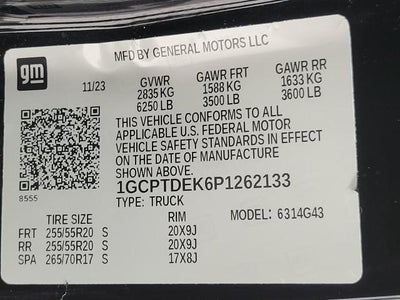 MFD BY GENERAL MOTORS LLC
gm
11/23 GVWR GAWR FRT GAWR RR
2835 KG 1588 KG 1633 KG
6250 LB 3500 LB 3600 LB
THIS VEHICLE CONFORMS TO ALL
APPLICABLE U.S. FEDERAL MOTOR
VEHICLE SAFETY STANDARDS IN EFFECT
ON THE DATE OF MANUFACTURE
SHOWN ABOVE.
8555
1GCPTDEK6P1262133
TYPE: TRUCK
TIRE SIZE RIM MODEL: 6314G43
FRT 255/55R20 S 20X9J
RR 255/55R20 S 20X9J
SPA 265/70R17 S 17X8J